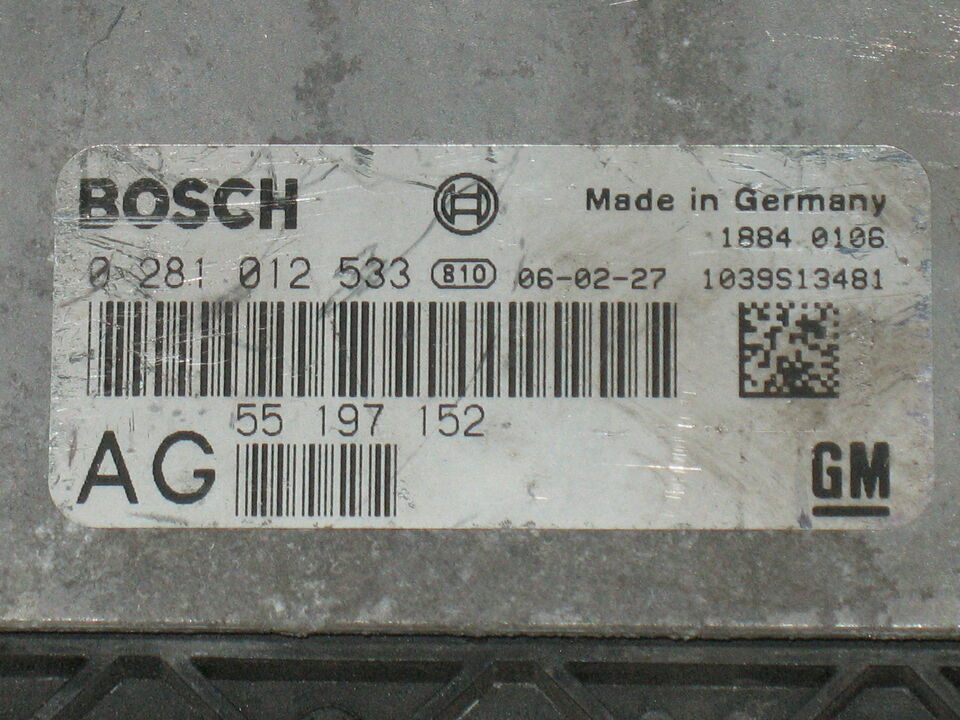 BOSCH Made in Germany
1884 0106
0 281 012 533 810 06-02-27 1039S13481
55 197 152
AG GM